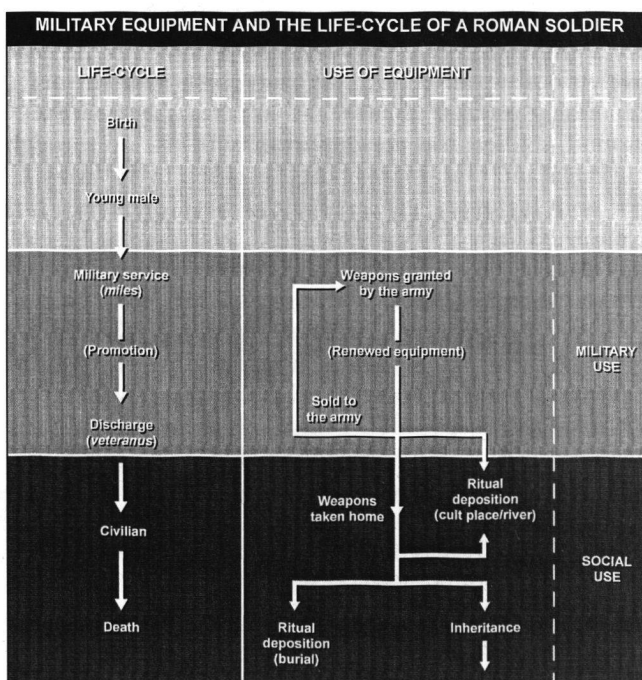 MILITARY EQUIPMENT AND THE LIFE-CYCLE OF A ROMAN SOLDIER
LIFE-CYCLE
USE OF EQUIPMENT
Birth
Young male
Military service
(miles)
(Promotion)
Discharge
(veteranus)
Civilian
Death
Weapons granted
by the army
(Renewed equipment)
Sold to
the army
Weapons
taken home
Ritual
deposition
(cult place/river)
Ritual
deposition
(burial)
Inheritance
MILITARY
USE
SOCIAL
USE